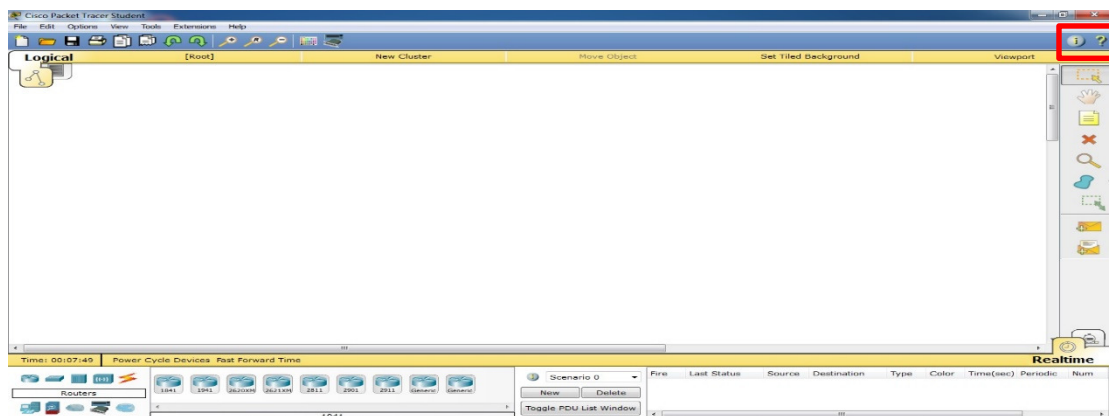 Cisco Packet Tracer Student
File Edit Options View Tools Extensions Help
Logical [Root] New Cluster Move Object Set Tiled Background Viewport
Time: 00:07:49 Power Cycle Devices Fast Forward Time Realtime
Scenario 0 Fire Last Status Source Destination Type Color Time(sec) Periodic Num
1841 1941 2620XM 2621XM 2811 2901 2911 Generic Generic
Routers New Delete
Toggle PDU List Window
1841